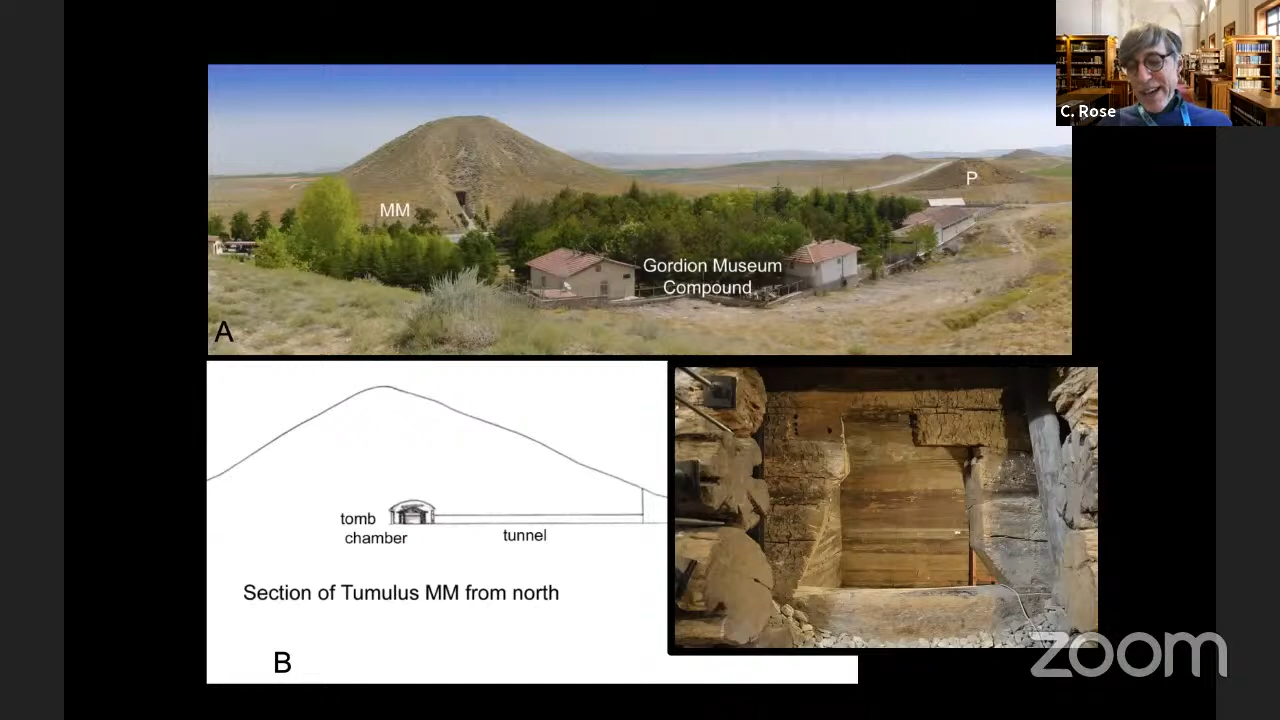 C. Rose
P
MM
Gordion Museum
Compound
A
tomb
chamber
tunnel
Section of Tumulus MM from north
B
zoom